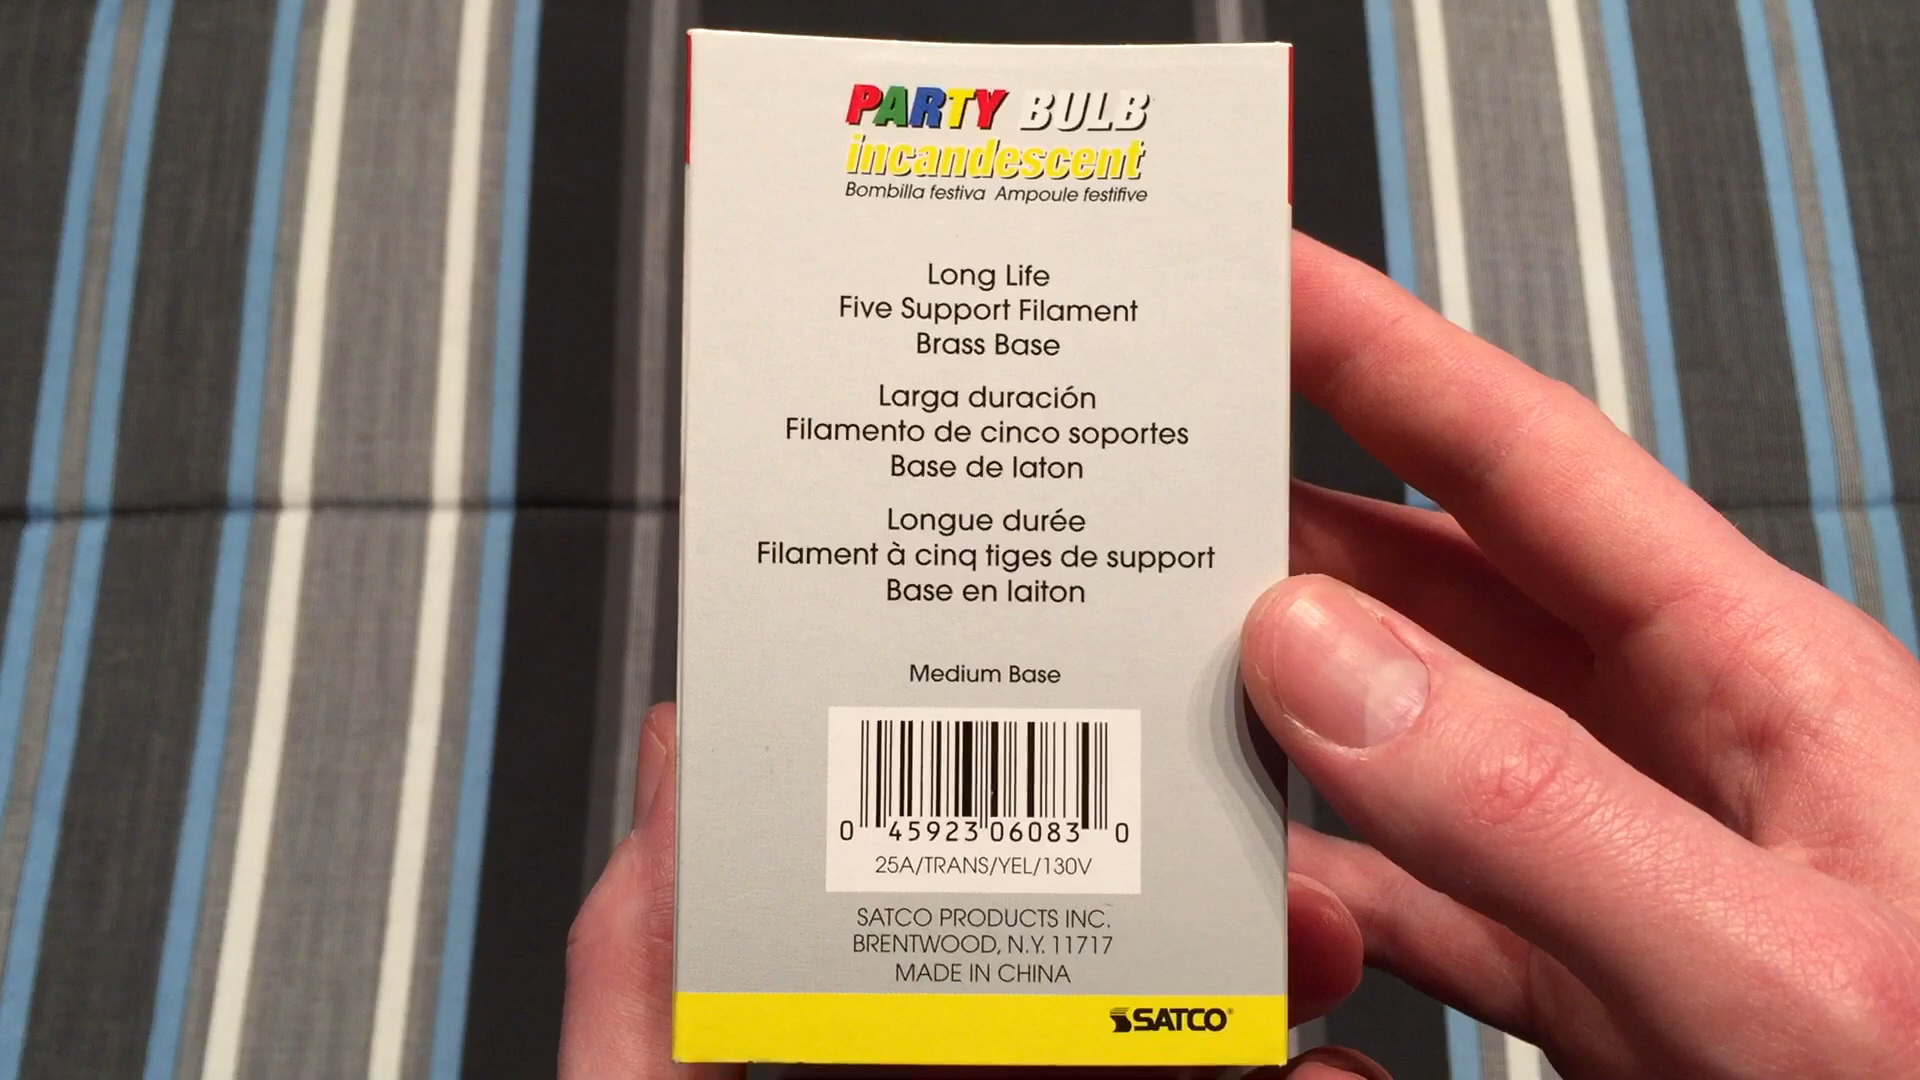 PARTY BULB
incandescent
Bombilla festiva Ampoule festifive
Long Life
Five Support Filament
Brass Base
Larga duración
Filamento de cinco soportes
Base de laton
Longue durée
Filament à cinq tiges de support
Base en laiton
Medium Base
0 45923 06083 0
25A/TRANS/YEL/130V
SATCO PRODUCTS INC.
BRENTWOOD, N.Y. 11717
MADE IN CHINA
SATCO®